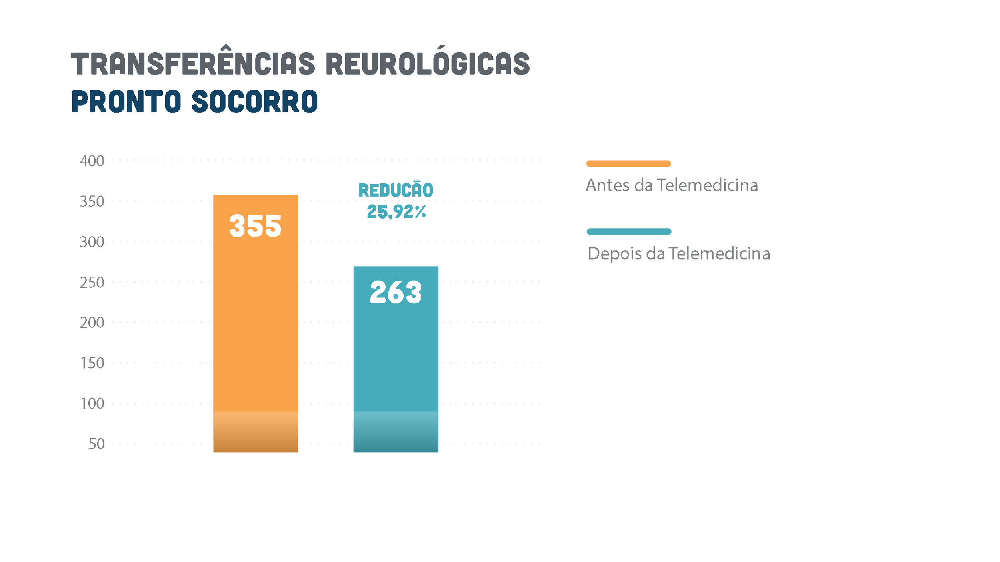 TRANSFERÊNCIAS REUROLÓGICAS
PRONTO SOCORRO
400
350
300
250
200
150
100
50
355
REDUCÃO
25,92%
263
Antes da Telemedicina
Depois da Telemedicina